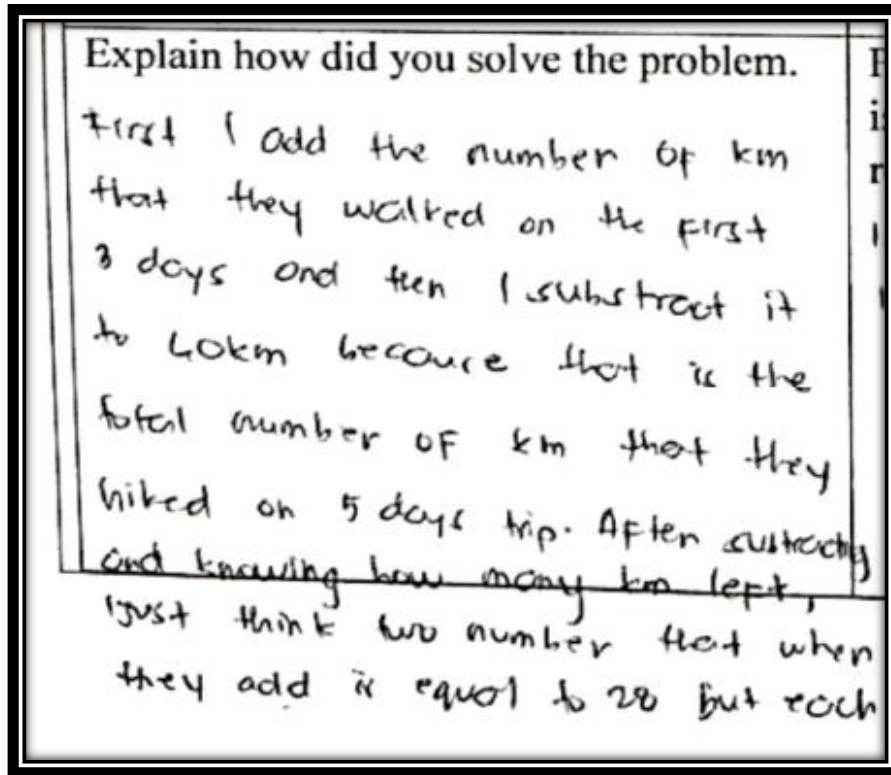 Explain how did you solve the problem.
First I add the number of km
that they walked on the first
3 days and then I substract it
to 40km because that is the
total number of km that they
hiked on 5 days trip. After sustracting
and knowing how many km left,
I just think two number that when
they add is equal to 28 but each